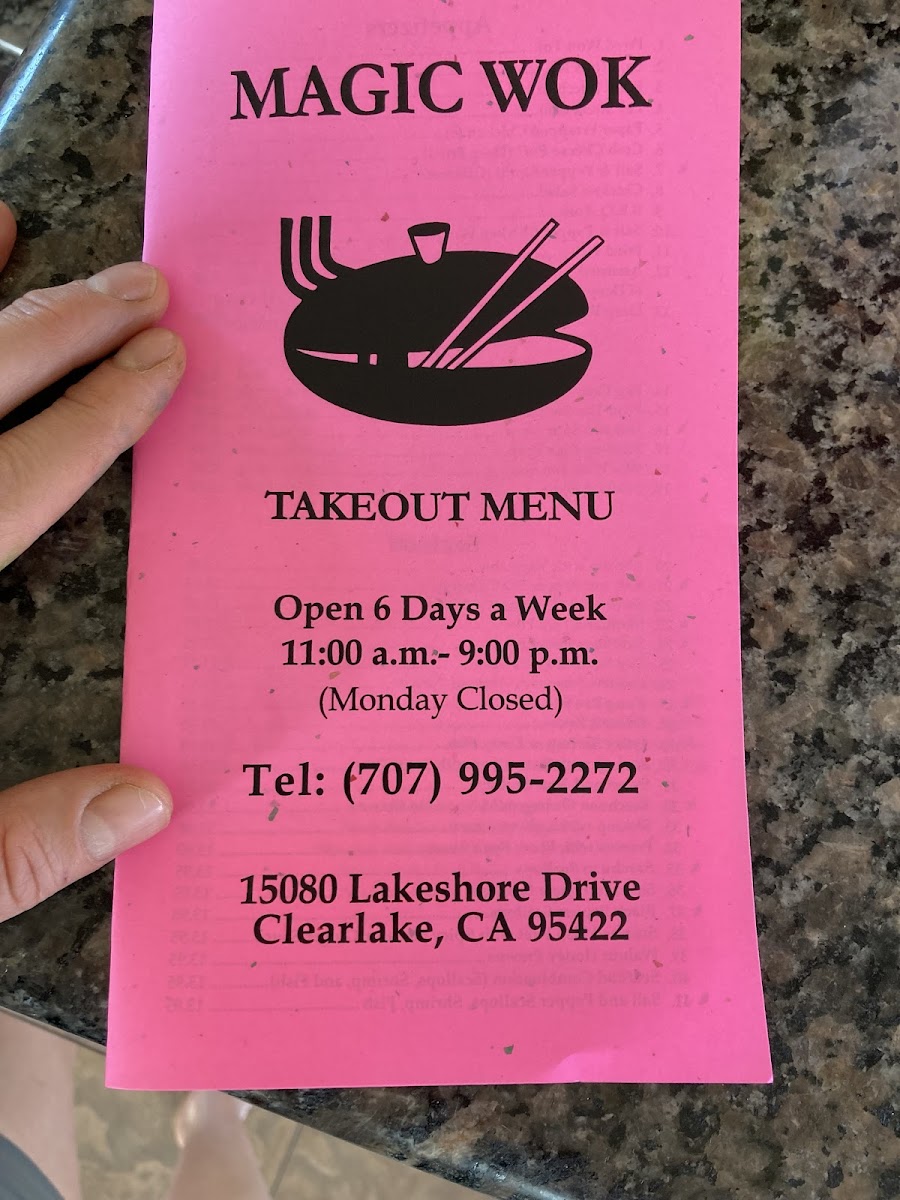 MAGIC WOK
TAKEOUT MENU
Open 6 Days a Week
11:00 a.m.- 9:00 p.m.
(Monday Closed)
Tel: (707) 995-2272
15080 Lakeshore Drive
Clearlake, CA 95422